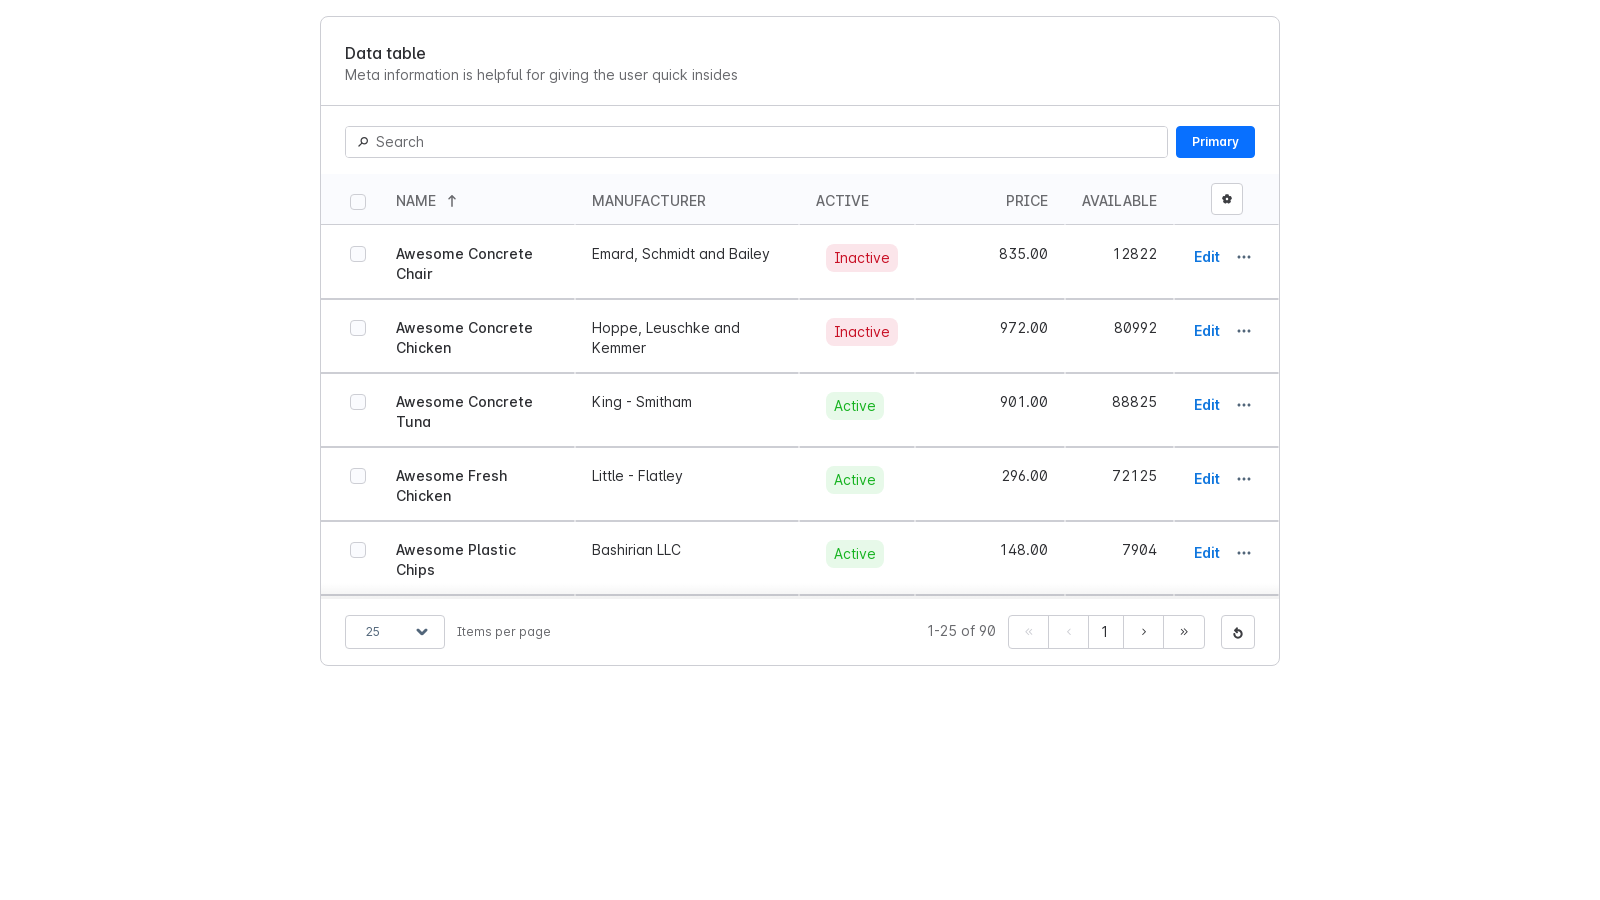 Data table
Meta information is helpful for giving the user quick insides
Search
Primary
NAME MANUFACTURER ACTIVE PRICE AVAILABLE
Awesome Concrete Chair Emard, Schmidt and Bailey Inactive 835.00 12822 Edit
Awesome Concrete Chicken Hoppe, Leuschke and Kemmer Inactive 972.00 80992 Edit
Awesome Concrete Tuna King - Smitham Active 901.00 88825 Edit
Awesome Fresh Chicken Little - Flatley Active 296.00 72125 Edit
Awesome Plastic Chips Bashirian LLC Active 148.00 7904 Edit
25 Items per page 1-25 of 90 « ‹ 1 › »